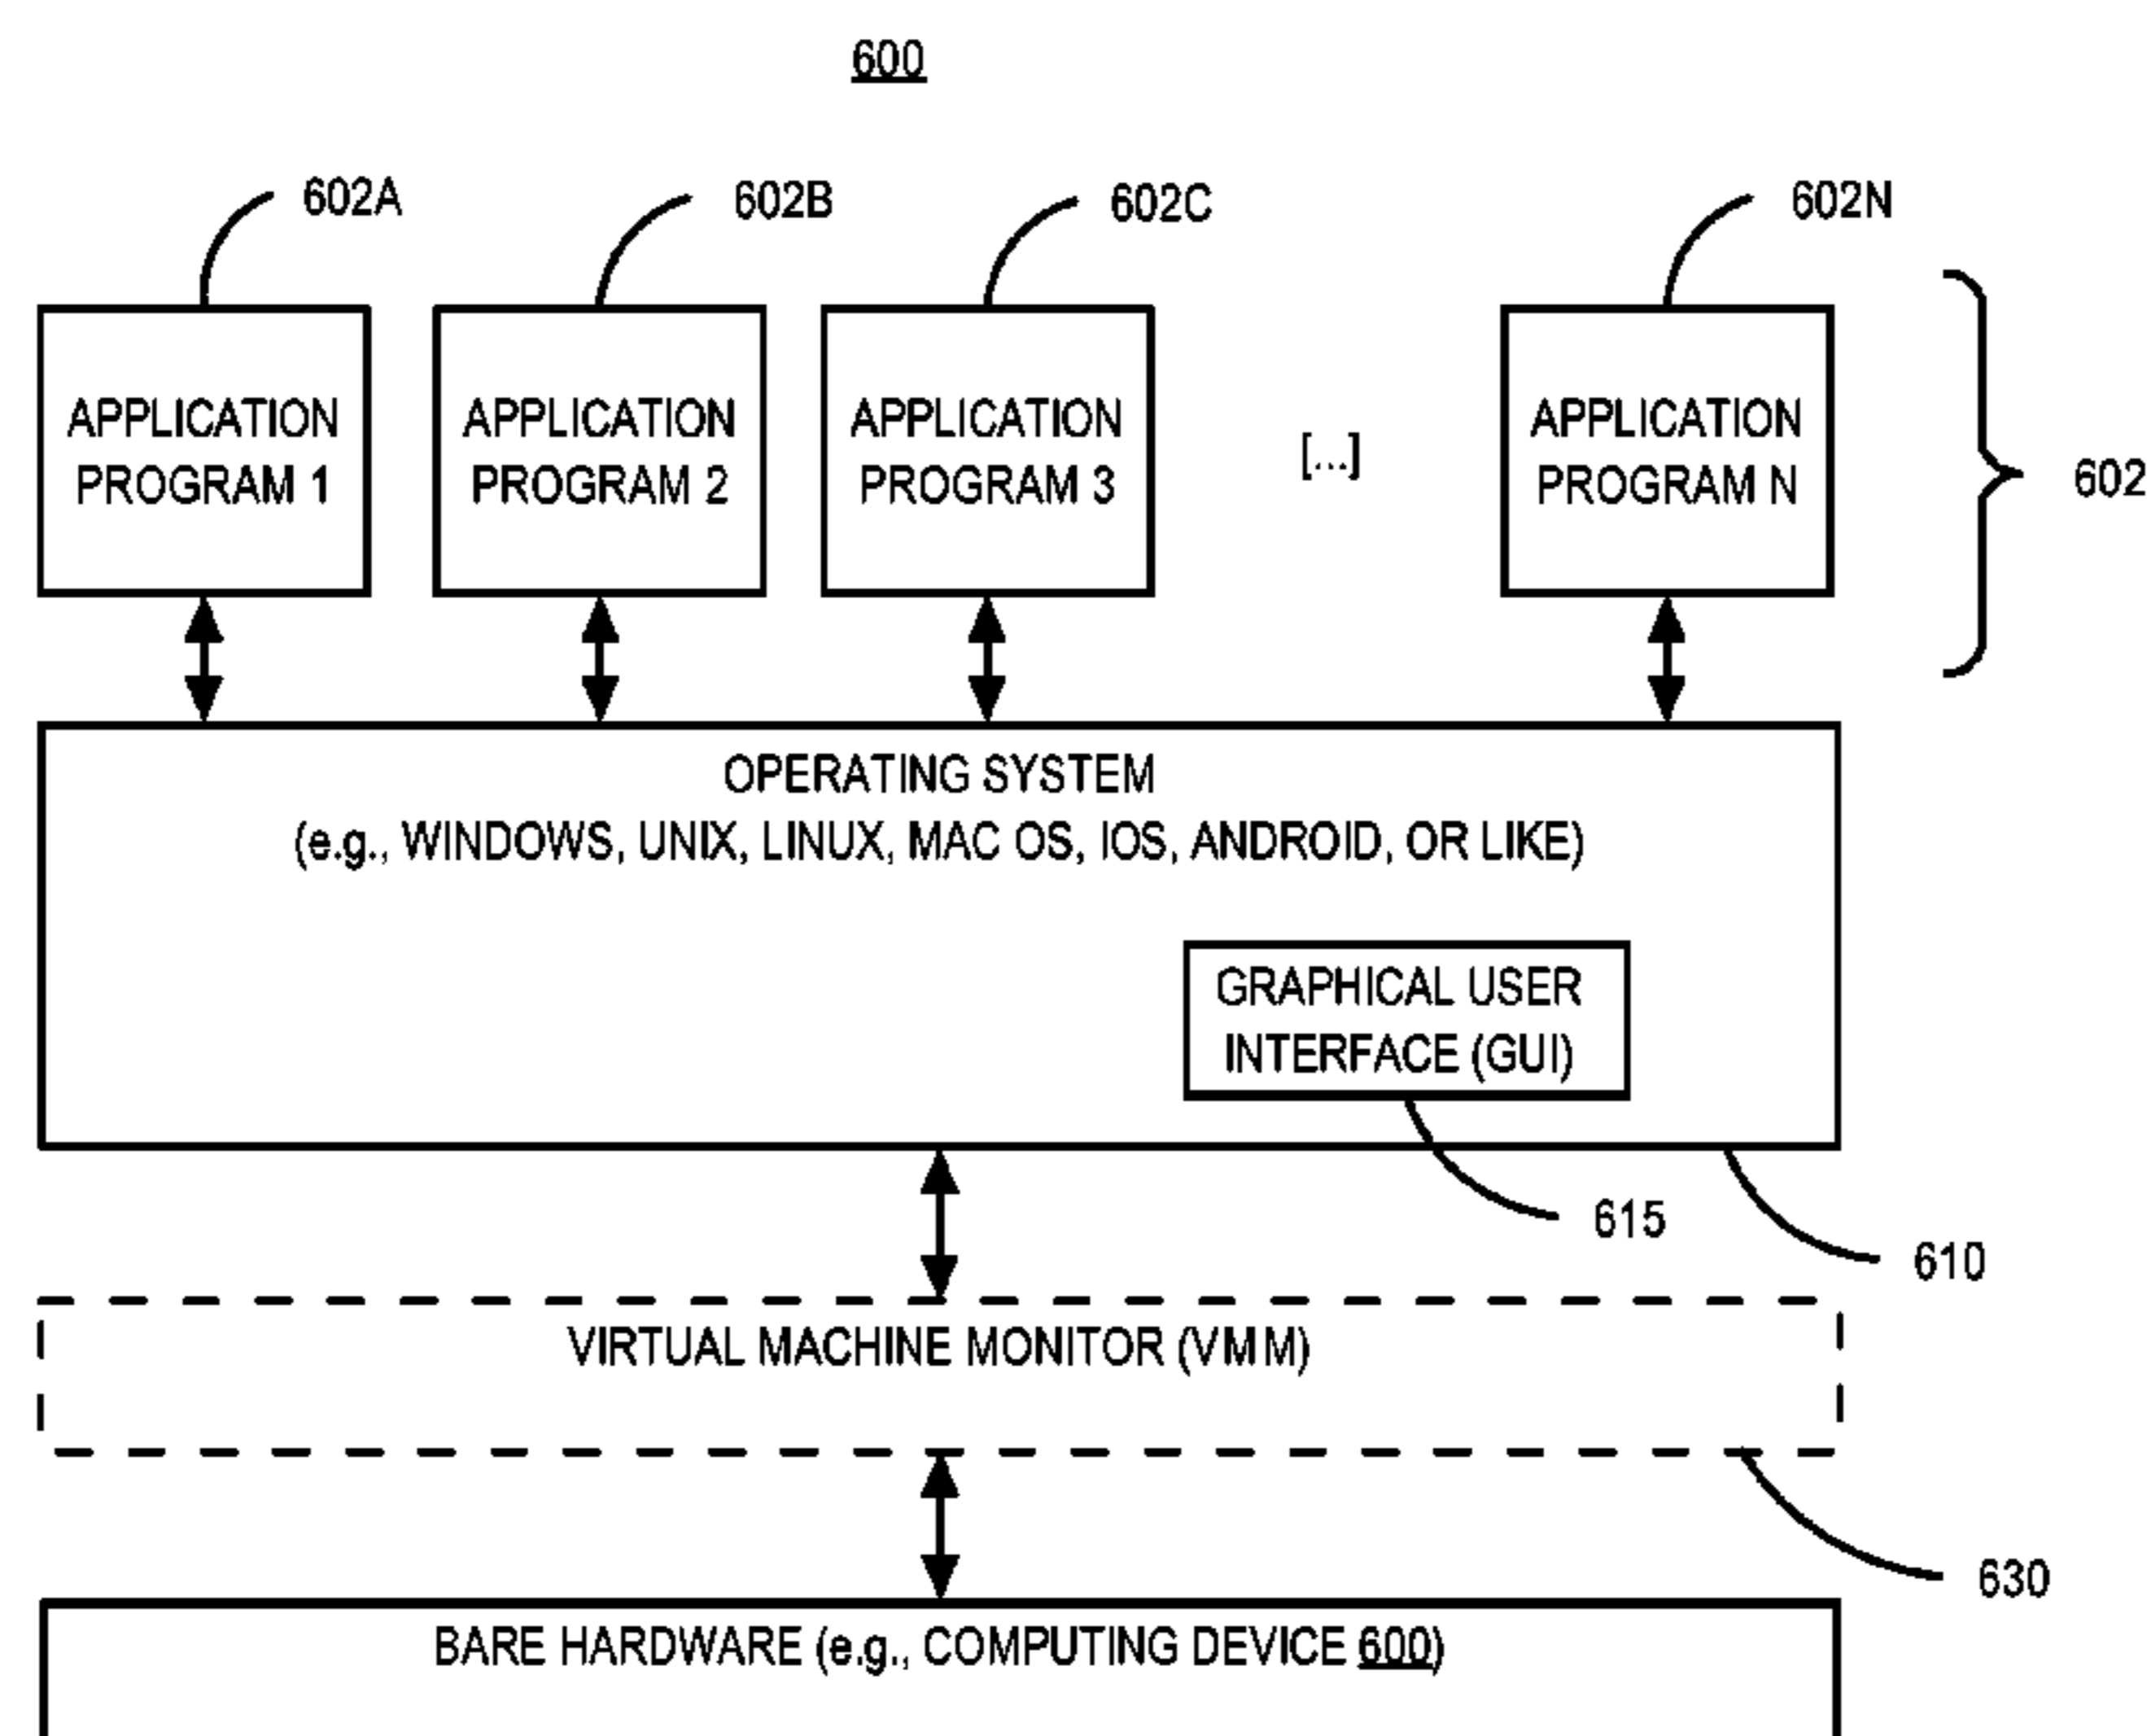 600
602A
602B
602C
602N
APPLICATION
PROGRAM 1
APPLICATION
PROGRAM 2
APPLICATION
PROGRAM 3
[...]
APPLICATION
PROGRAM N
602
OPERATING SYSTEM
(e.g., WINDOWS, UNIX, LINUX, MAC OS, IOS, ANDROID, OR LIKE)
GRAPHICAL USER
INTERFACE (GUI)
615
610
VIRTUAL MACHINE MONITOR (VMM)
630
BARE HARDWARE (e.g., COMPUTING DEVICE 600)